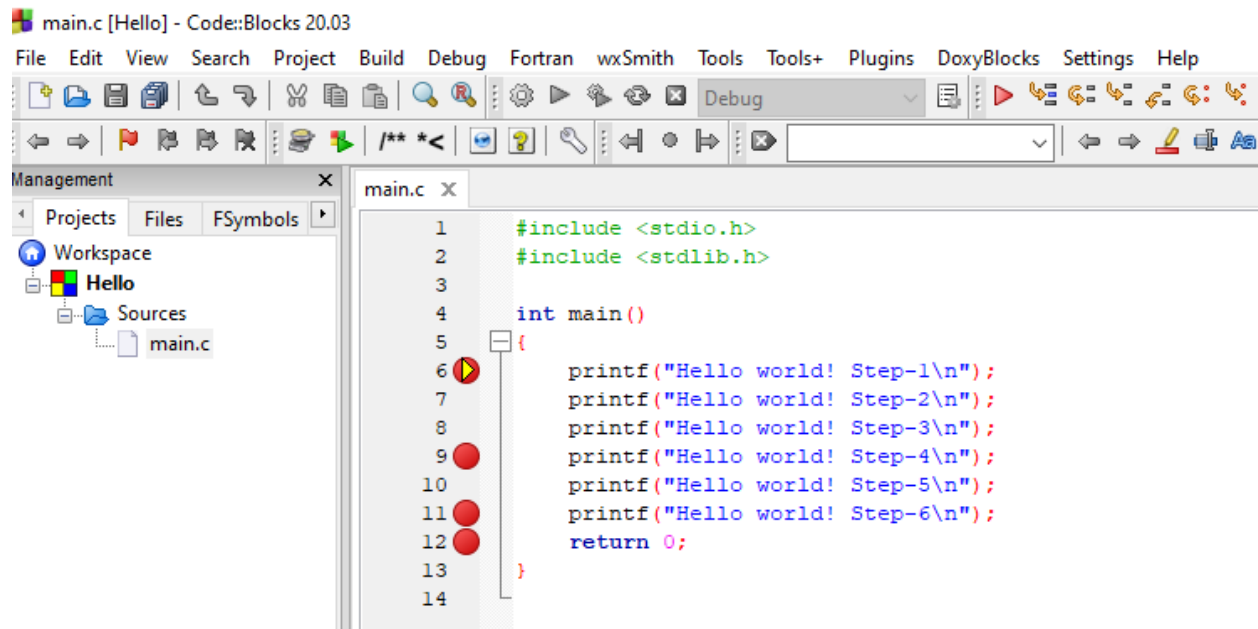 main.c [Hello] - Code::Blocks 20.03
File Edit View Search Project Build Debug Fortran wxSmith Tools Tools+ Plugins DoxyBlocks Settings Help
Debug
/** *<
Management X
Projects Files FSymbols
main.c X
Workspace
Hello
Sources
main.c
1 #include <stdio.h>
2 #include <stdlib.h>
3
4 int main()
5 {
6 printf("Hello world! Step-1\n");
7 printf("Hello world! Step-2\n");
8 printf("Hello world! Step-3\n");
9 printf("Hello world! Step-4\n");
10 printf("Hello world! Step-5\n");
11 printf("Hello world! Step-6\n");
12 return 0;
13 }
14